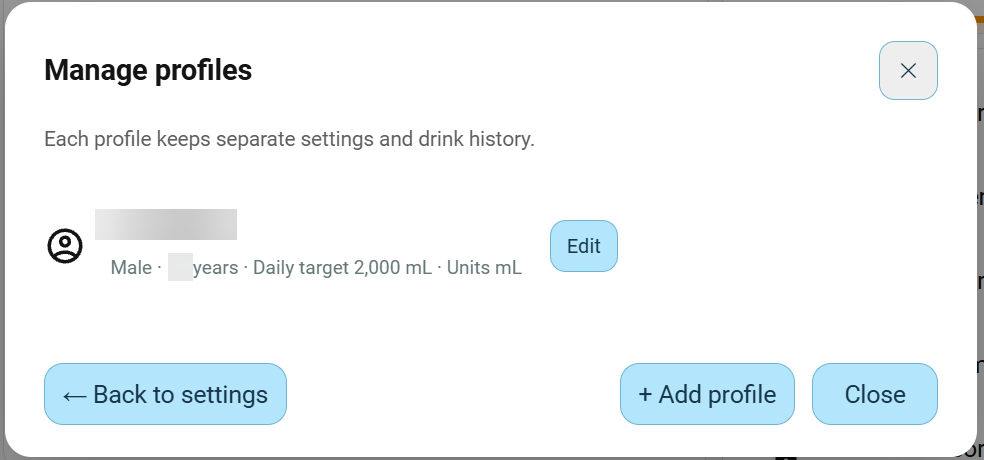 Manage profiles
Each profile keeps separate settings and drink history.
Male · years · Daily target 2,000 mL · Units mL
Edit
← Back to settings
+ Add profile
Close